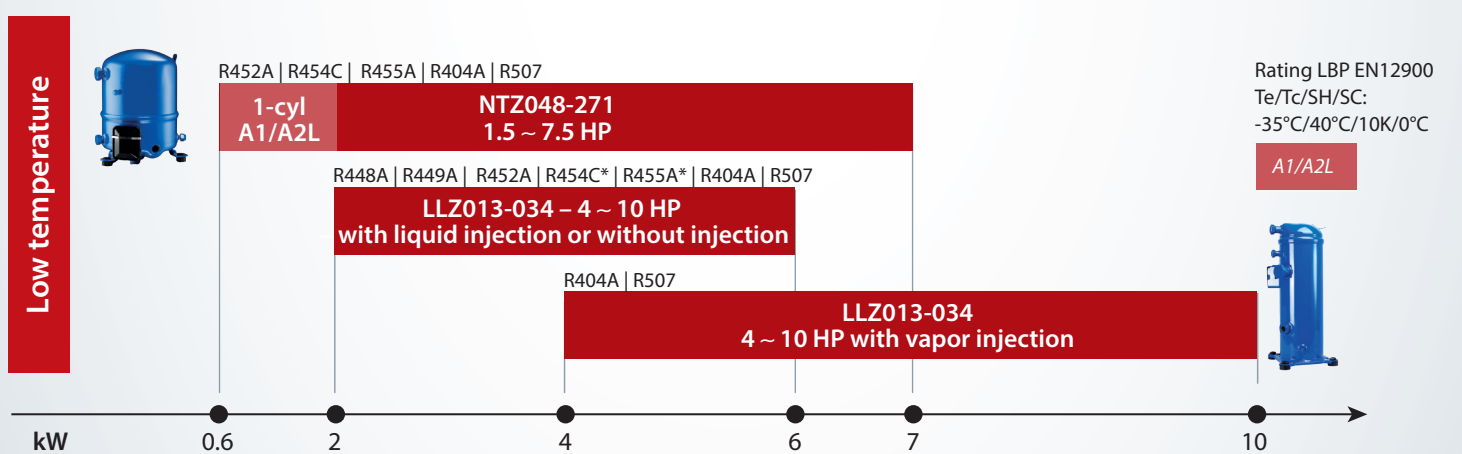 Low temperature
R452A | R454C | R455A | R404A | R507
1-cyl
A1/A2L
NTZ048-271
1.5 ~ 7.5 HP
R448A | R449A | R452A | R454C* | R455A* | R404A | R507
LLZ013-034 – 4 ~ 10 HP
with liquid injection or without injection
R404A | R507
LLZ013-034
4 ~ 10 HP with vapor injection
Rating LBP EN12900
Te/Tc/SH/SC:
-35°C/40°C/10K/0°C
A1/A2L
kW 0.6 2 4 6 7 10